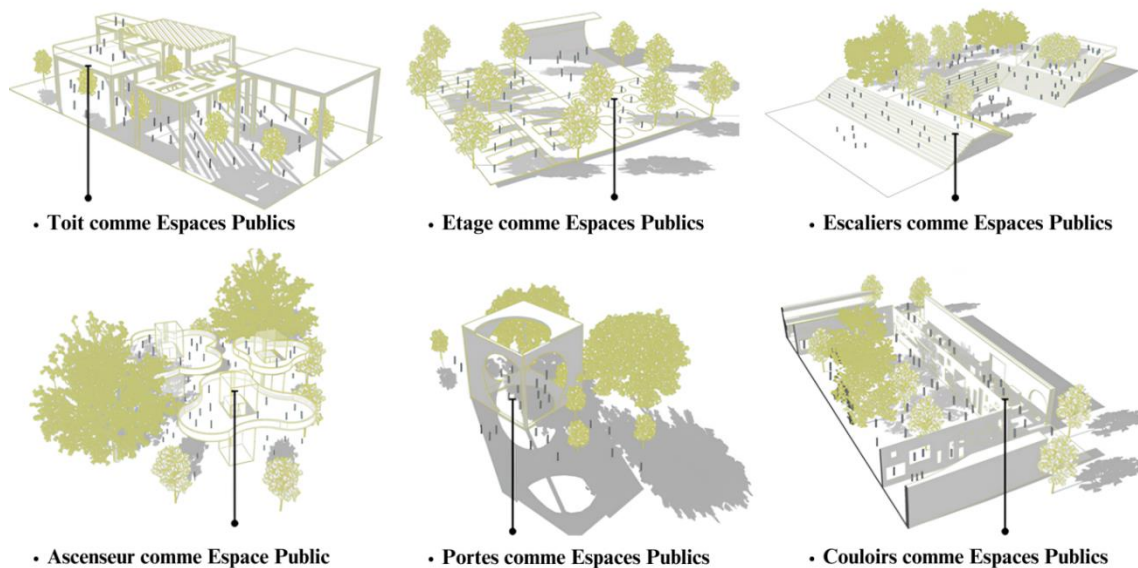 • Toit comme Espaces Publics
• Etage comme Espaces Publics
• Escaliers comme Espaces Publics
• Ascenseur comme Espace Public
• Portes comme Espaces Publics
• Couloirs comme Espaces Publics